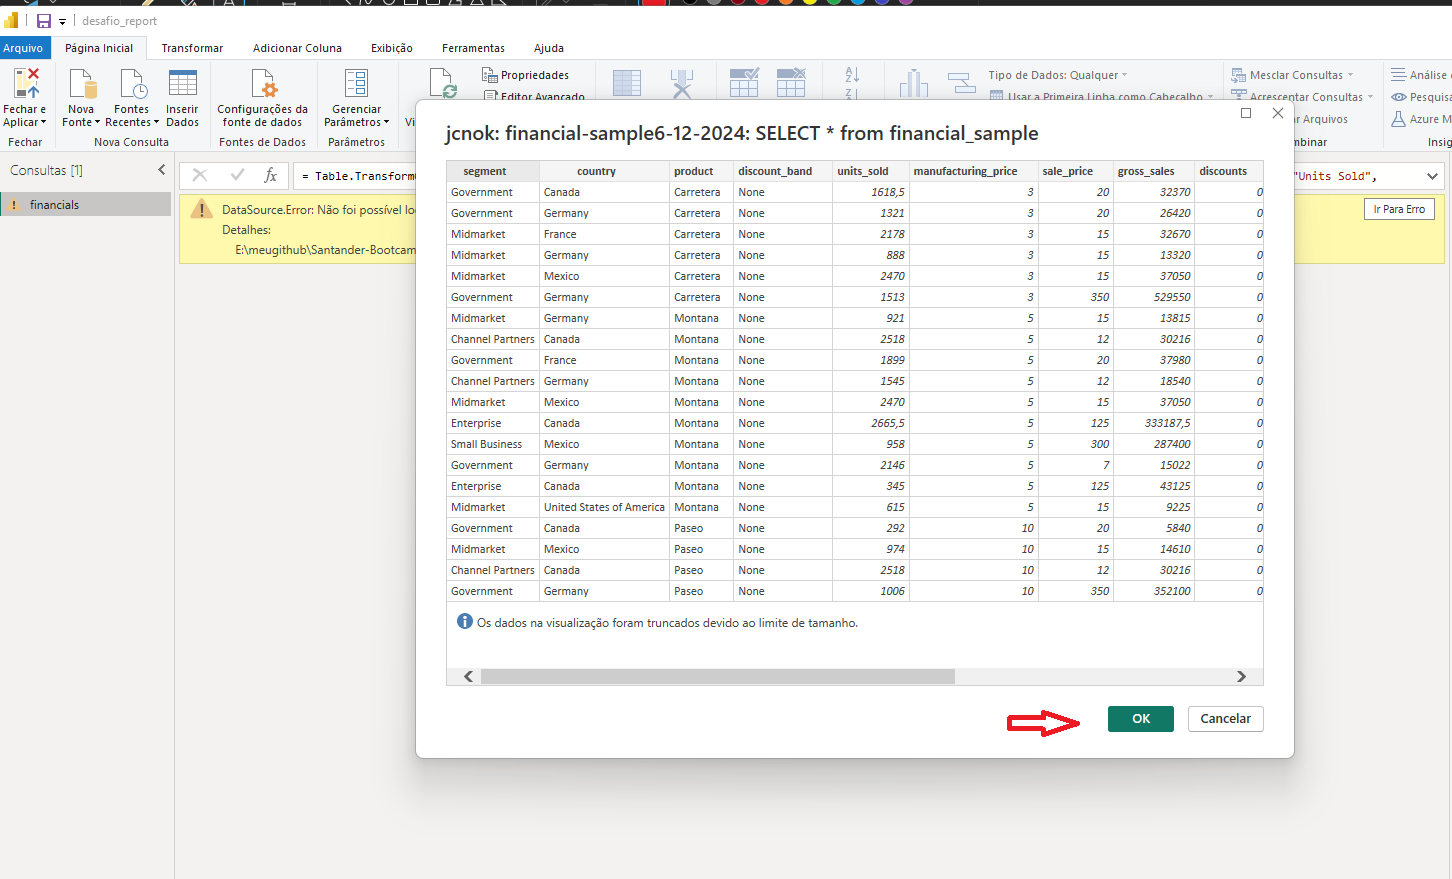 desafio_report
Arquivo Página Inicial Transformar Adicionar Coluna Exibição Ferramentas Ajuda
Fechar e Aplicar
Fechar
Nova Fonte
Fontes Recentes
Inserir Dados
Nova Consulta
Configurações da fonte de dados
Fontes de Dados
Gerenciar Parâmetros
Parâmetros
Propriedades
Editor Avançado
Tipo de Dados: Qualquer
Usar a Primeira Linha como Cabeçalho
Mesclar Consultas
Acrescentar Consultas
Arquivos
Análise
Azure
Consultas [1]
financials
fx
= Table.Transform
"Units Sold",
DataSource.Error: Não foi possível
Detalhes:
E:\meugithub\Santander-Bootcam
Ir Para Erro
jcnok: financial-sample6-12-2024: SELECT * from financial_sample
segment country product discount_band units_sold manufacturing_price sale_price gross_sales discounts
Government Canada Carretera None 1618,5 3 20 32370 0
Government Germany Carretera None 1321 3 20 26420 0
Midmarket France Carretera None 2178 3 15 32670 0
Midmarket Germany Carretera None 888 3 15 13320 0
Midmarket Mexico Carretera None 2470 3 15 37050 0
Government Germany Carretera None 1513 3 350 529550 0
Midmarket Germany Montana None 921 5 15 13815 0
Channel Partners Canada Montana None 2518 5 12 30216 0
Government France Montana None 1899 5 20 37980 0
Channel Partners Germany Montana None 1545 5 12 18540 0
Midmarket Mexico Montana None 2470 5 15 37050 0
Enterprise Canada Montana None 2665,5 5 125 333187,5 0
Small Business Mexico Montana None 958 5 300 287400 0
Government Germany Montana None 2146 5 7 15022 0
Enterprise Canada Montana None 345 5 125 43125 0
Midmarket United States of America Montana None 615 5 15 9225 0
Government Canada Paseo None 292 10 20 5840 0
Midmarket Mexico Paseo None 974 10 15 14610 0
Channel Partners Canada Paseo None 2518 10 12 30216 0
Government Germany Paseo None 1006 10 350 352100 0
Os dados na visualização foram truncados devido ao limite de tamanho.
OK Cancelar